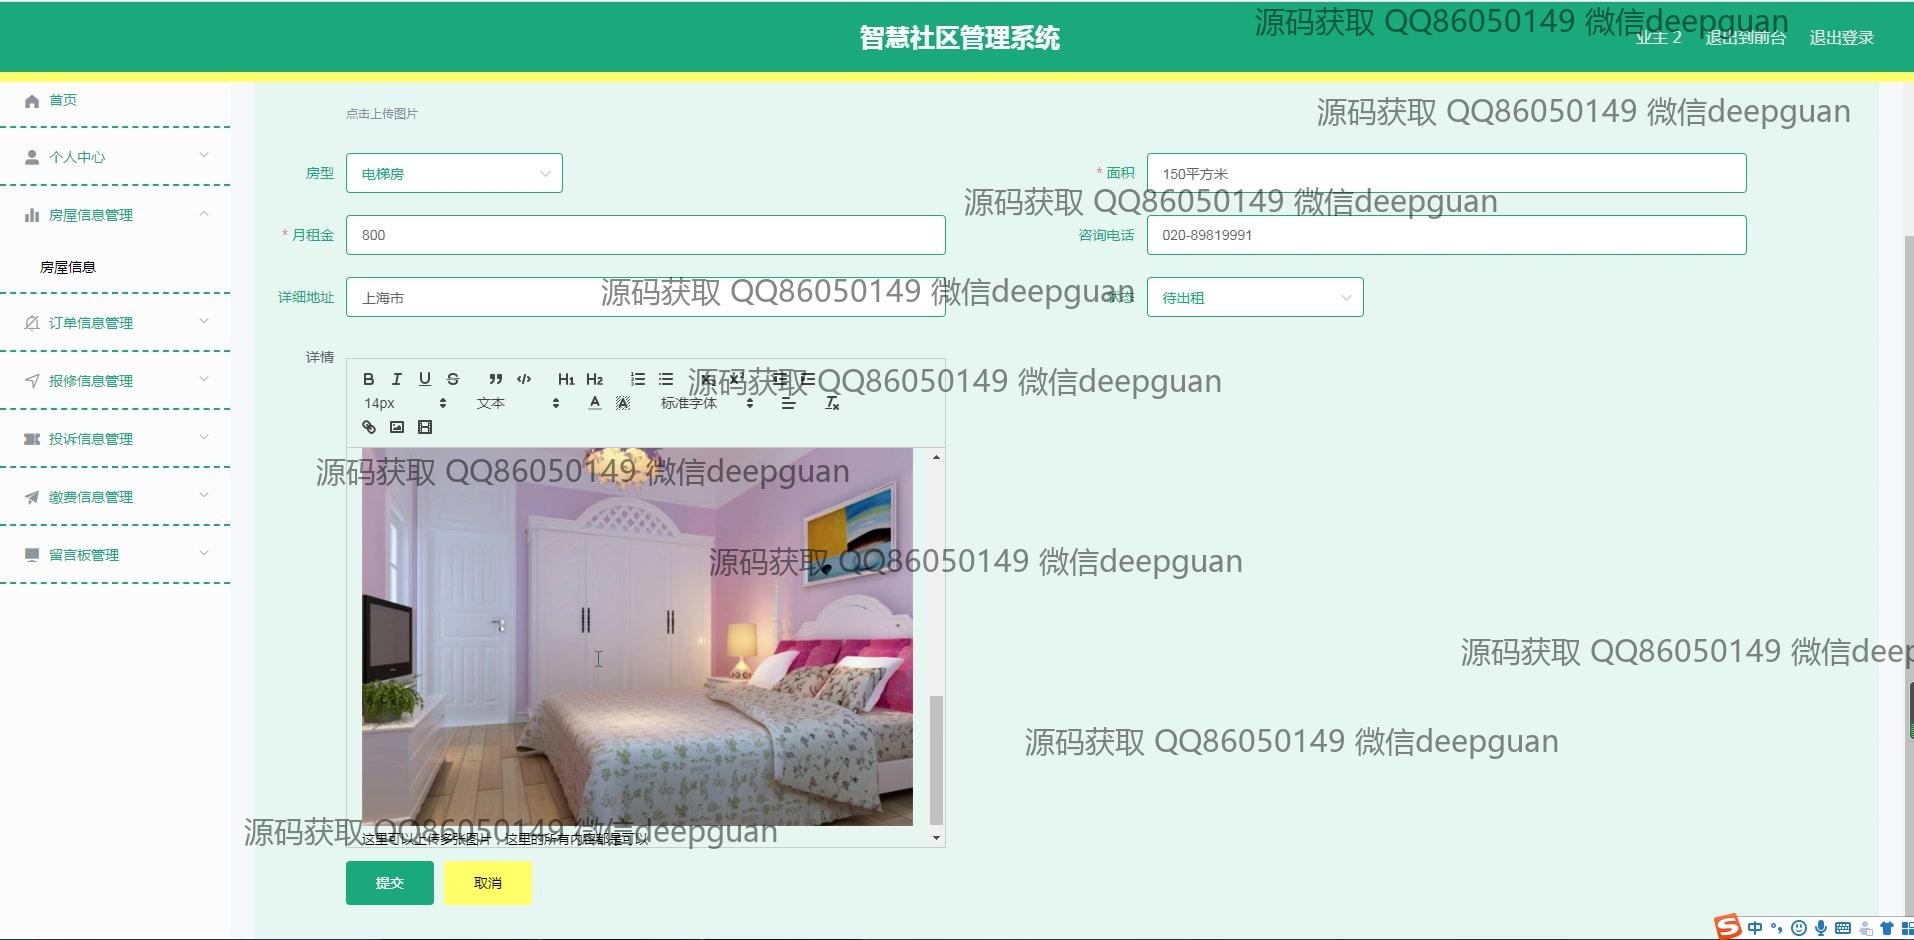 智慧社区管理系统
源码获取 QQ86050149 微信deepguan
业主 2 退出到前台 退出登录
首页
点击上传图片
源码获取 QQ86050149 微信deepguan
个人中心
房型 电梯房
* 面积 150平方米
源码获取 QQ86050149 微信deepguan
房屋信息管理
* 月租金 800
咨询电话 020-89819991
房屋信息
详细地址 上海市
源码获取 QQ86050149 微信deepguan
状态 待出租
订单信息管理
详情
报修信息管理
B I U S H1 H2
源码获取 QQ86050149 微信deepguan
14px 文本 A A 标准字体
投诉信息管理
源码获取 QQ86050149 微信deepguan
缴费信息管理
留言板管理
源码获取 QQ86050149 微信deepguan
源码获取 QQ86050149 微信deep
源码获取 QQ86050149 微信deepguan
源码获取 QQ86050149 微信deepguan
这里可以上传多张图片，这里的所有内容都是可以
提交 取消
中